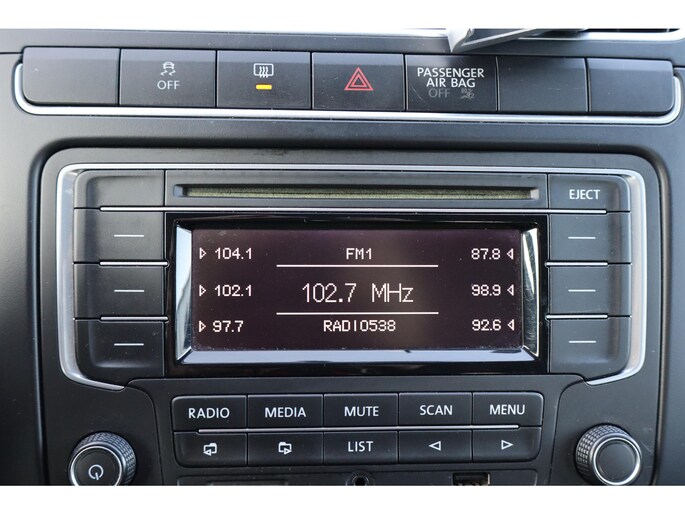 OFF
PASSENGER
AIR BAG
OFF
EJECT
104.1 FM1 87.8
102.1 102.7 MHz 98.9
97.7 RADIO538 92.6
RADIO MEDIA MUTE SCAN MENU
LIST